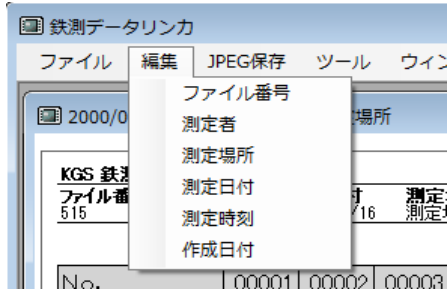 鉄測データリンカ
ファイル 編集 JPEG保存 ツール ウィン
ファイル番号
測定者
測定場所
測定日付
測定時刻
作成日付
2000/0 場所
KGS 鉄測
ファイル番 付 測定
515 /16 測定
No. 00001 00002 00003